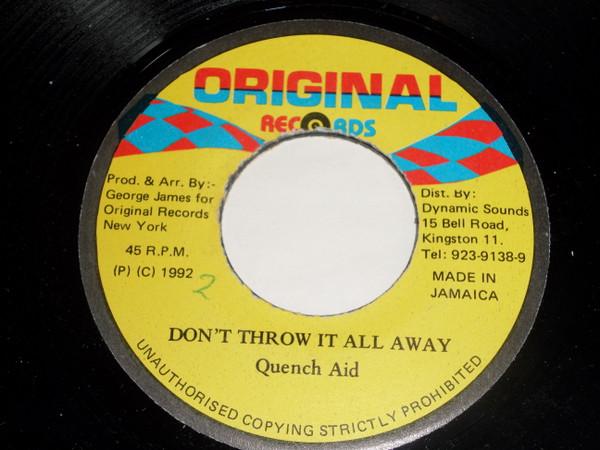 ORIGINAL
RECORDS
Prod. & Arr. By:-
George James for
Original Records
New York
45 R.P.M.
(P) (C) 1992
2
Dist. By:
Dynamic Sounds
15 Bell Road,
Kingston 11.
Tel: 923-9138-9
MADE IN
JAMAICA
DON'T THROW IT ALL AWAY
Quench Aid
UNAUTHORISED COPYING STRICTLY PROHIBITED